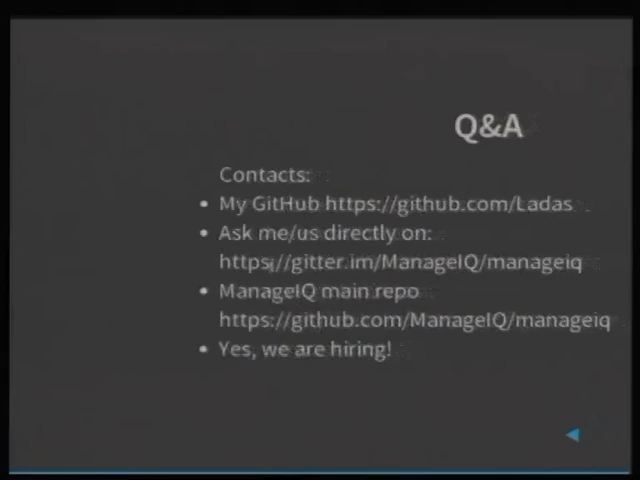 Q&A
Contacts:
• My GitHub https://github.com/Ladas
• Ask me/us directly on:
https://gitter.im/ManageIQ/manageiq
• ManageIQ main repo
https://github.com/ManageIQ/manageiq
• Yes, we are hiring!